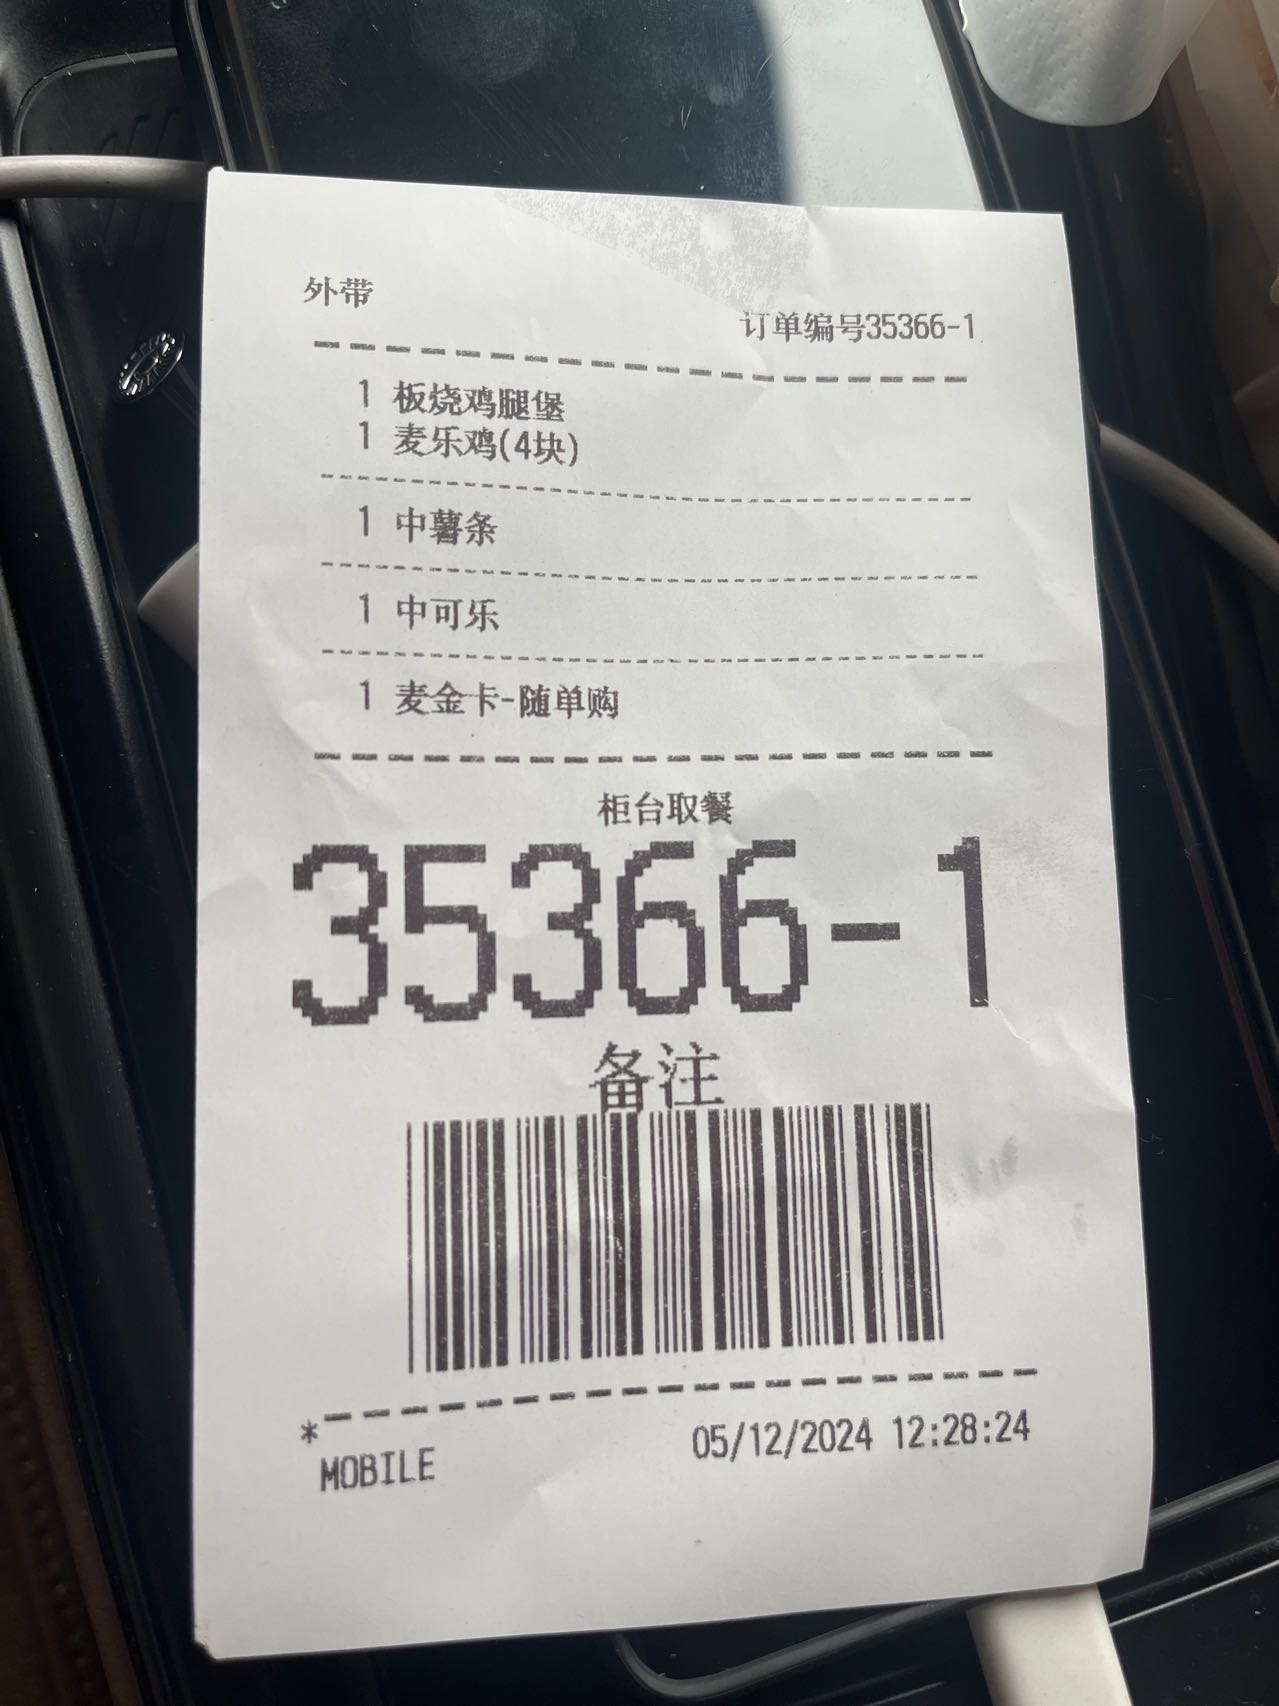 外带
订单编号35366-1
1 板烧鸡腿堡
1 麦乐鸡(4块)
1 中薯条
1 中可乐
1 麦金卡-随单购
柜台取餐
35366-1
备注
*
MOBILE
05/12/2024 12:28:24